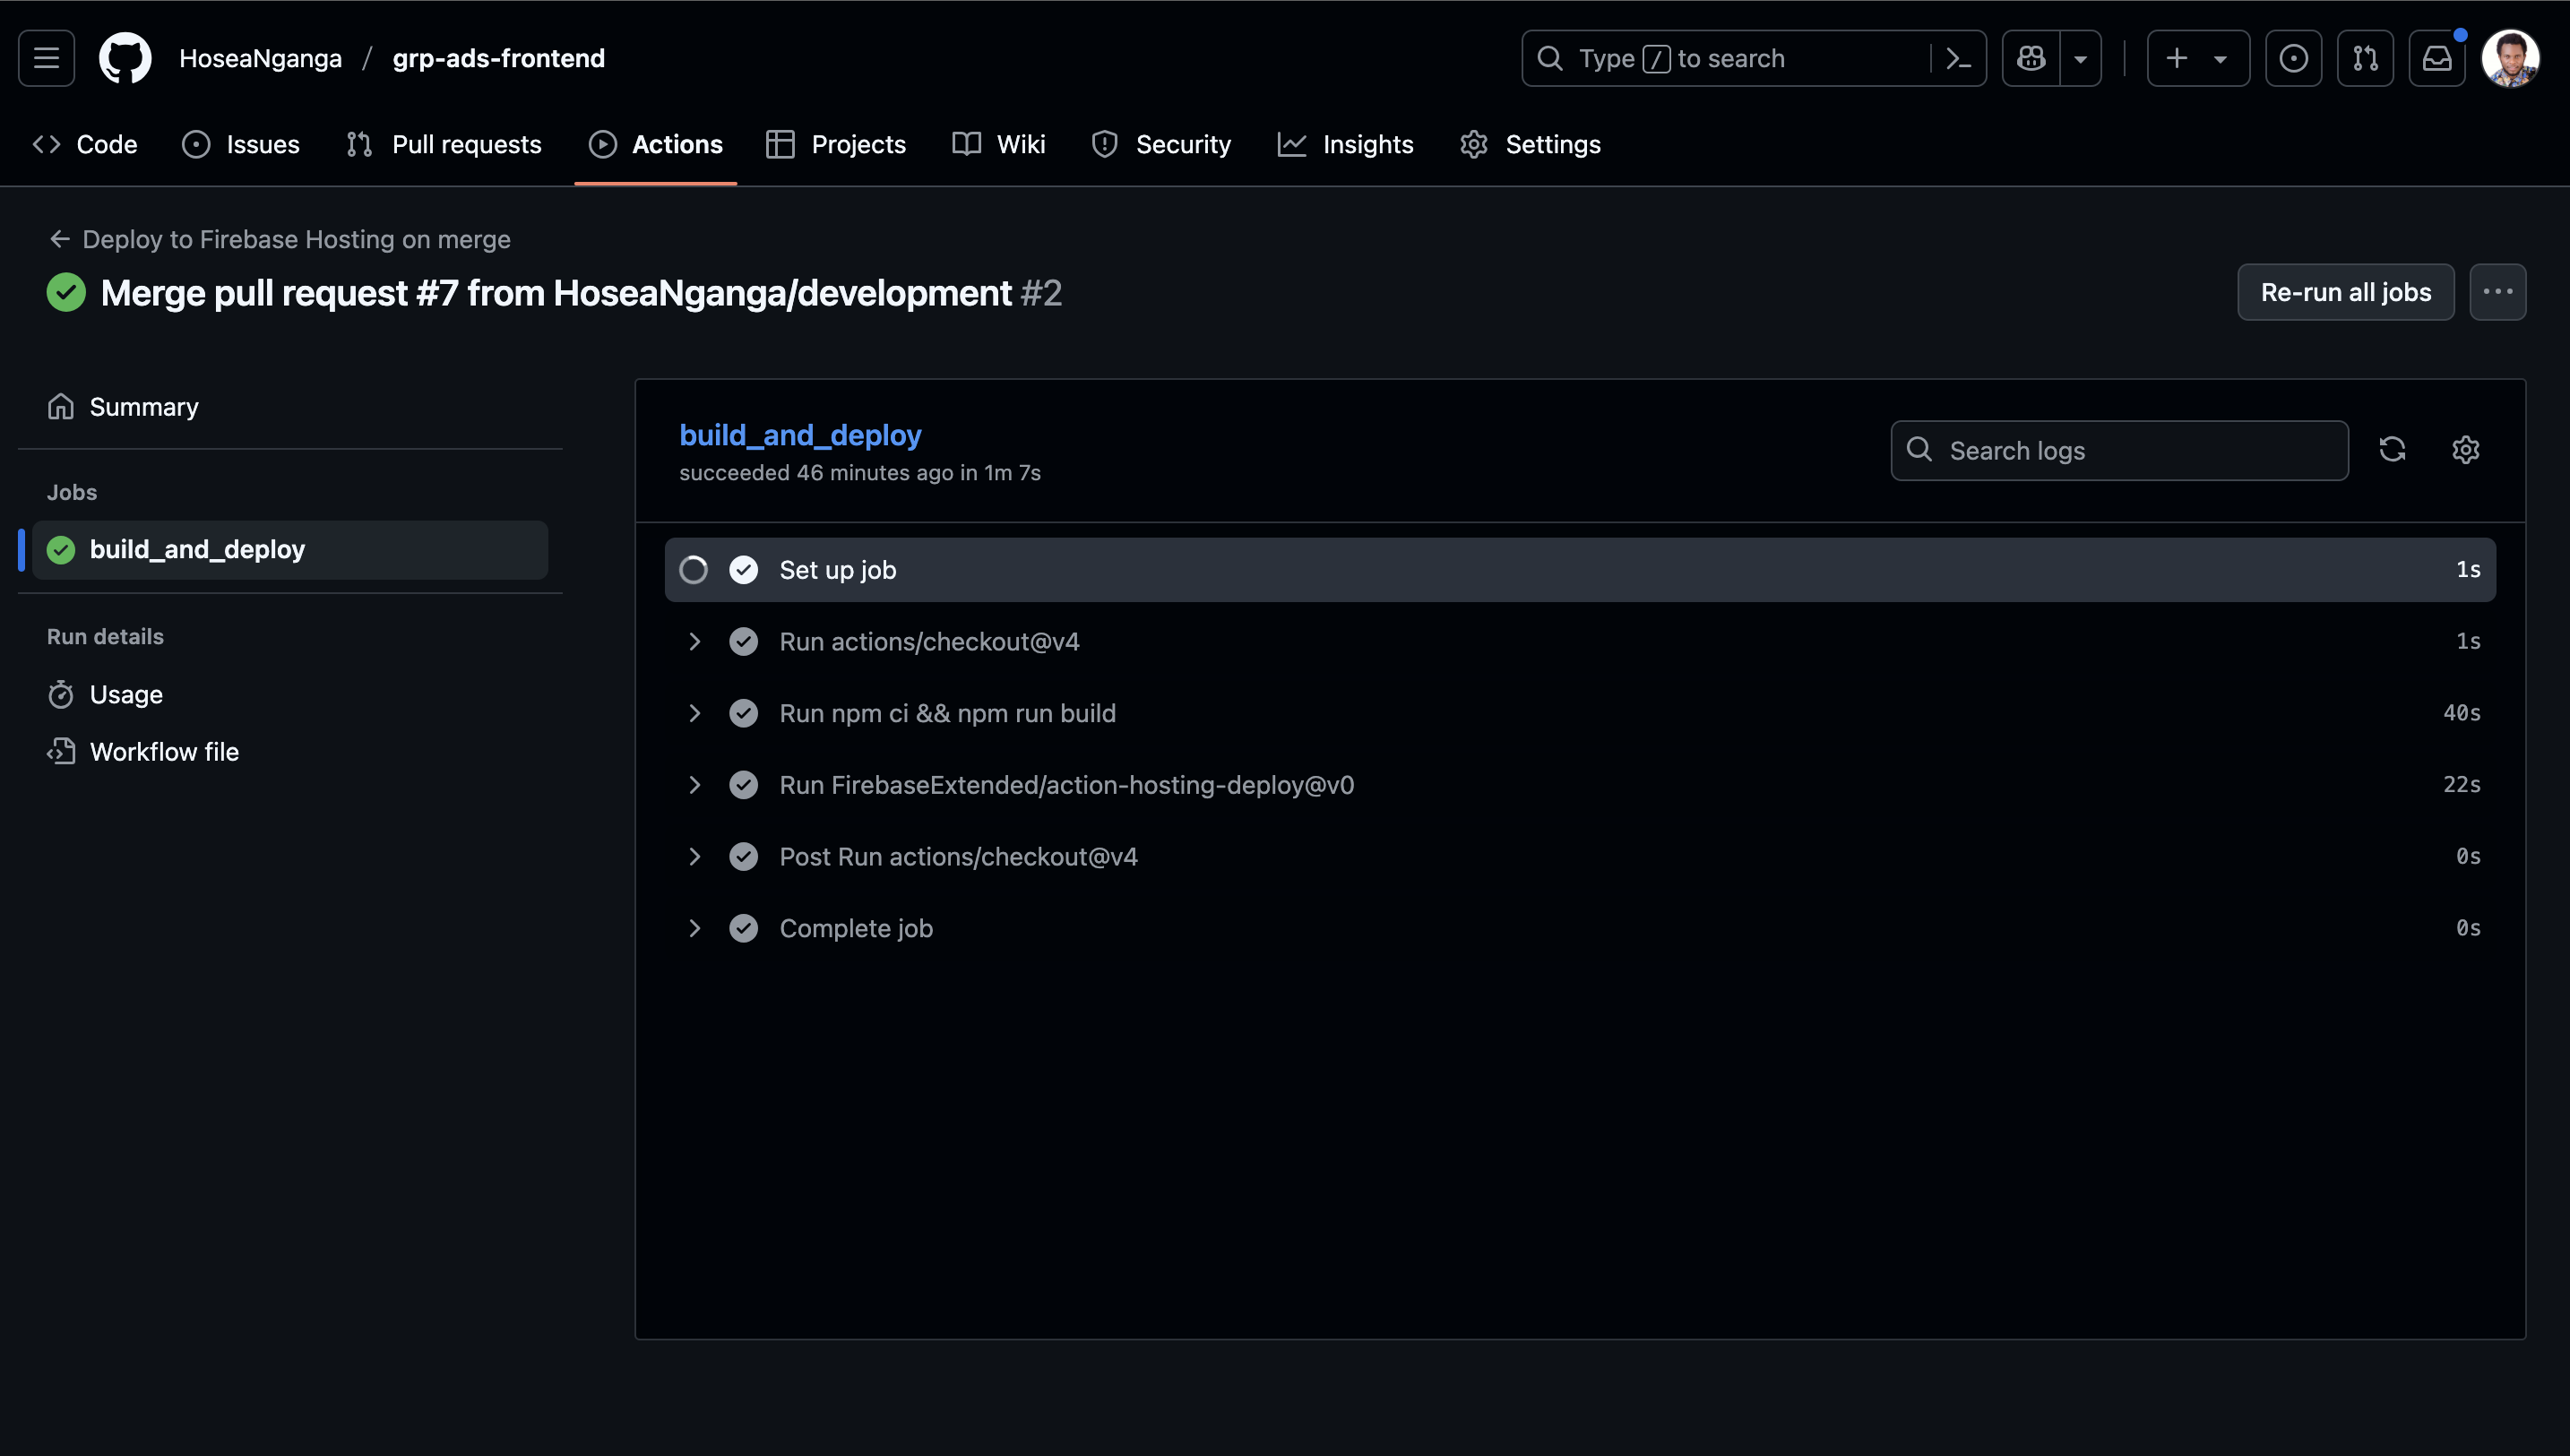 HoseaNganga / grp-ads-frontend
Type / to search
Code Issues Pull requests Actions Projects Wiki Security Insights Settings
Deploy to Firebase Hosting on merge
Merge pull request #7 from HoseaNganga/development #2
Re-run all jobs
Summary
Jobs
build_and_deploy
Run details
Usage
Workflow file
build_and_deploy
succeeded 46 minutes ago in 1m 7s
Search logs
Set up job 1s
Run actions/checkout@v4 1s
Run npm ci && npm run build 40s
Run FirebaseExtended/action-hosting-deploy@v0 22s
Post Run actions/checkout@v4 0s
Complete job 0s